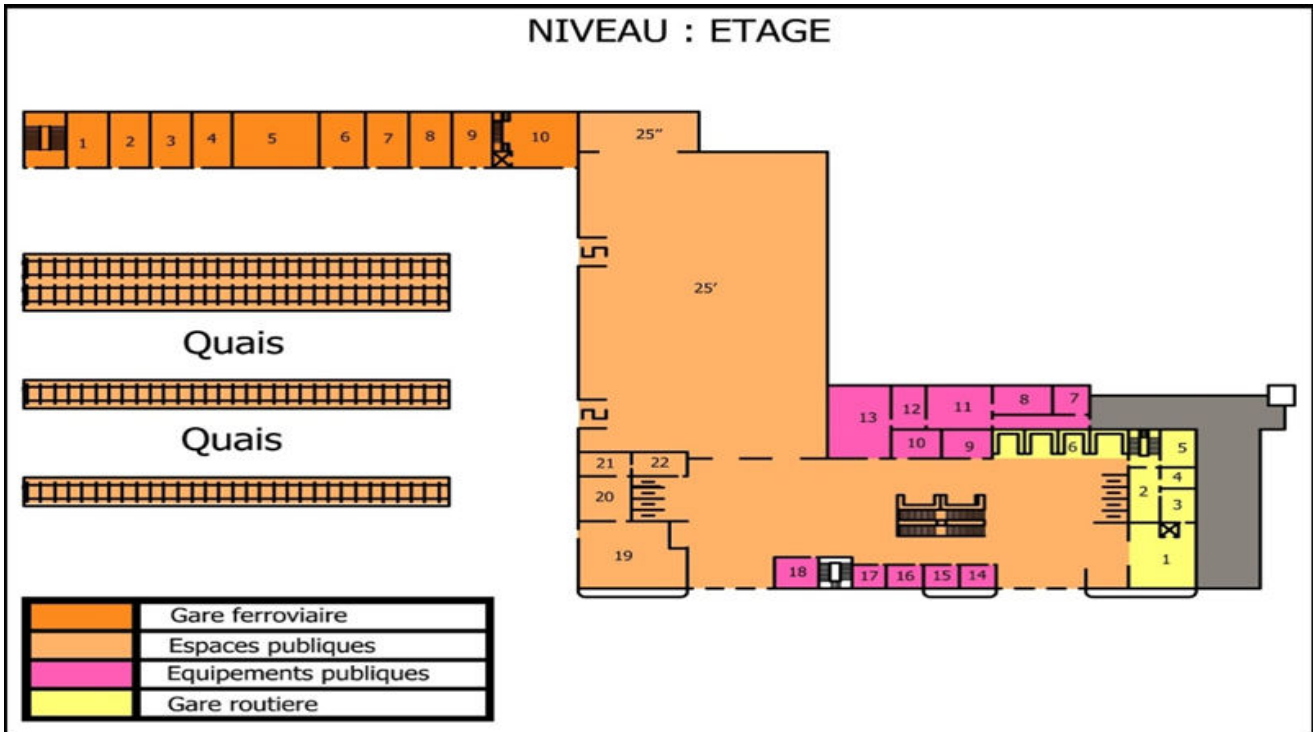 NIVEAU : ETAGE
1 2 3 4 5 6 7 8 9 10 25"
25'
Quais
Quais
13 12 11 8 7
10 9 6 5
21 22
20 2 4
3
19 1
18 17 16 15 14
Gare ferroviaire
Espaces publiques
Equipements publiques
Gare routiere